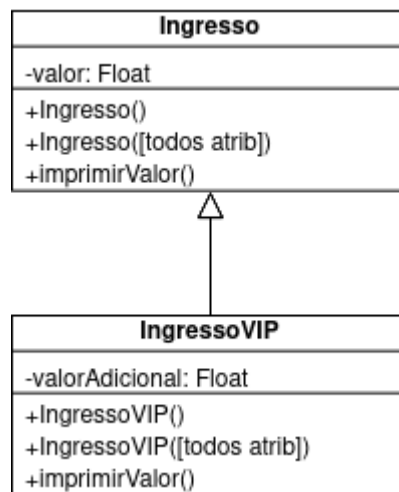 Ingresso
-valor: Float
+Ingresso()
+Ingresso([todos atrib])
+imprimirValor()
IngressoVIP
-valorAdicional: Float
+IngressoVIP()
+IngressoVIP([todos atrib])
+imprimirValor()